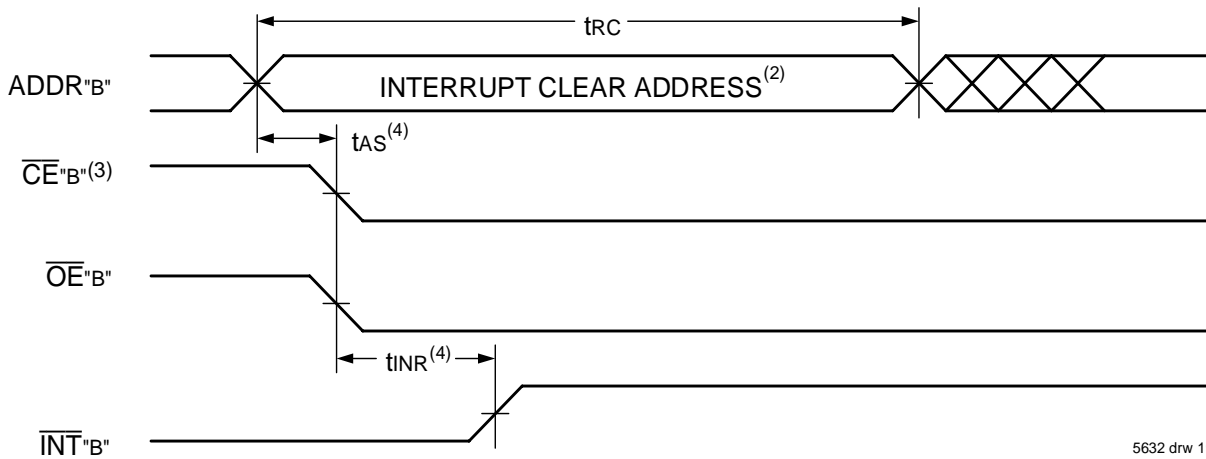 tRC
ADDR"B"
INTERRUPT CLEAR ADDRESS(2)
tAS(4)
CE"B"(3)
OE"B"
tINR(4)
INT"B"
5632 drw 1